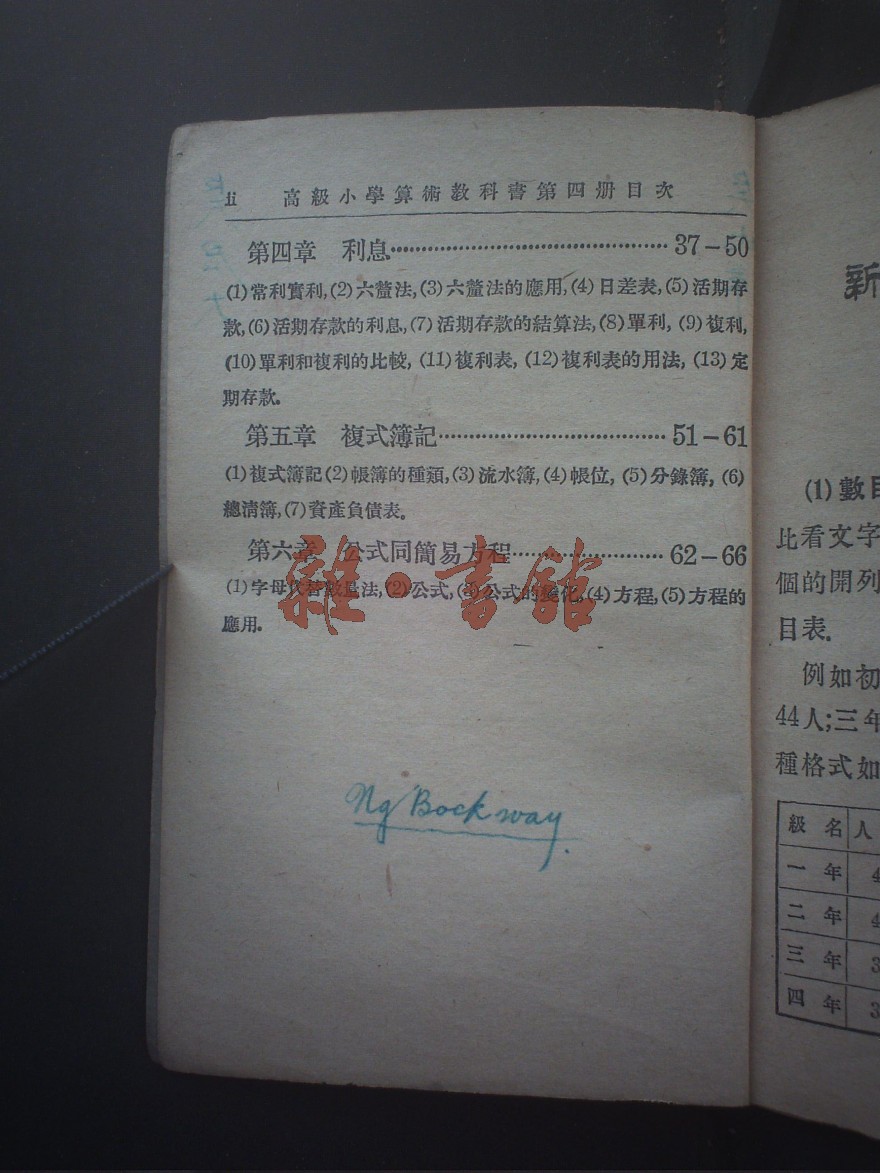 ii 高級小學算術教科書第四册目次
第四章 利息 37-50
(1)常利實利,(2)六釐法,(3)六釐法的應用,(4)日差表,(5)活期存
款,(6)活期存款的利息,(7)活期存款的結算法,(8)單利,(9)複利,
(10)單利和複利的比較,(11)複利表,(12)複利表的用法,(13)定
期存款.
第五章 複式簿記 51-61
(1)複式簿記(2)帳簿的種類,(3)流水簿,(4)帳位,(5)分錄簿,(6)
總清簿,(7)資產負債表.
第六章 公式同簡易方程 62-66
(1)字母代替數量法,(2)公式,(3)公式的變化,(4)方程,(5)方程的
應用.
雜·書館
Ng Bock way.
新
(1)數目
比看文字
個的開列
目表.
例如初
44人;三年
種格式如
級名 人
一年 4
二年 4
三年 3
四年 3